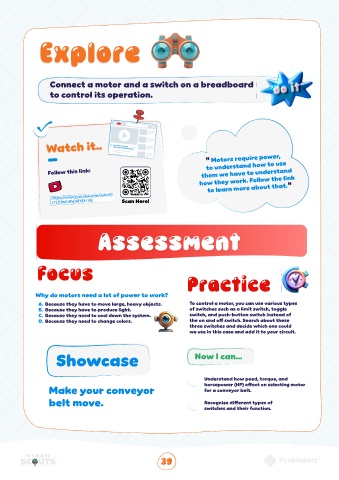 Explore
Connect a motor and a switch on a breadboard
to control its operation.
do it
Watch it..
Follow this link:
Scan Here!
" Motors require power,
to understand how to use
them we have to understand
how they work. Follow the link
to learn more about that."
Assessment
Focus
Why do motors need a lot of power to work?
A. Because they have to move large, heavy objects.
B. Because they have to produce light.
C. Because they need to cool down the system.
D. Because they need to change colors.
Practice
To control a motor, you can use various types
of switches such as a limit switch, toggle
switch, and push-button switch instead of
the on and off switch. Search about these
three switches and decide which one could
we use in this case and add it to your circuit.
Showcase
Make your conveyor
belt move.
Now I can...
Understand how peed, torque, and
horsepower (HP) affect on selecting motor
for a conveyor belt.
Recognize different types of
switches and their function.
SCOUTS
39